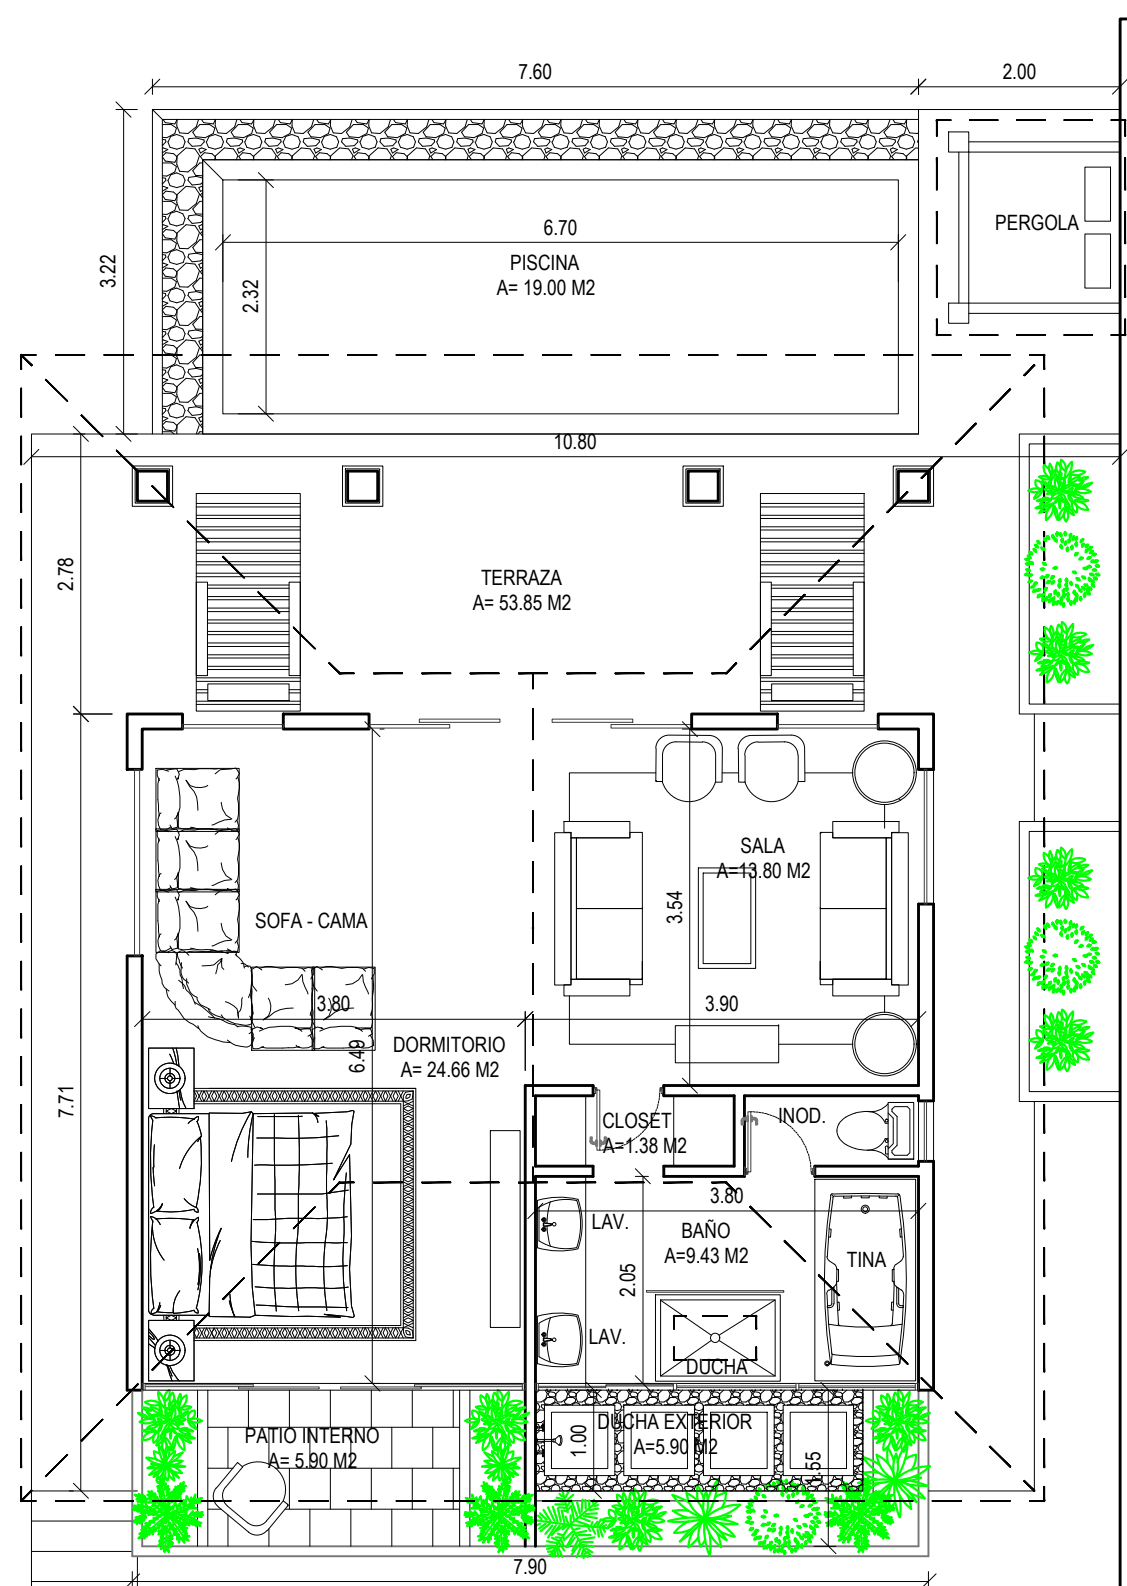 7.60
2.00
PERGOLA
6.70
PISCINA
A= 19.00 M2
3.22
2.32
10.80
2.78
TERRAZA
A= 53.85 M2
SALA
A=13.80 M2
SOFA - CAMA
3.54
3.80
3.90
DORMITORIO
A= 24.66 M2
6.49
7.71
CLOSET
A=1.38 M2
INOD.
3.80
LAV.
BAÑO
A=9.43 M2
TINA
2.05
LAV.
DUCHA
PATIO INTERNO
A= 5.90 M2
1.00
DUCHA EXTERIOR
A=5.90 M2
1.55
7.90